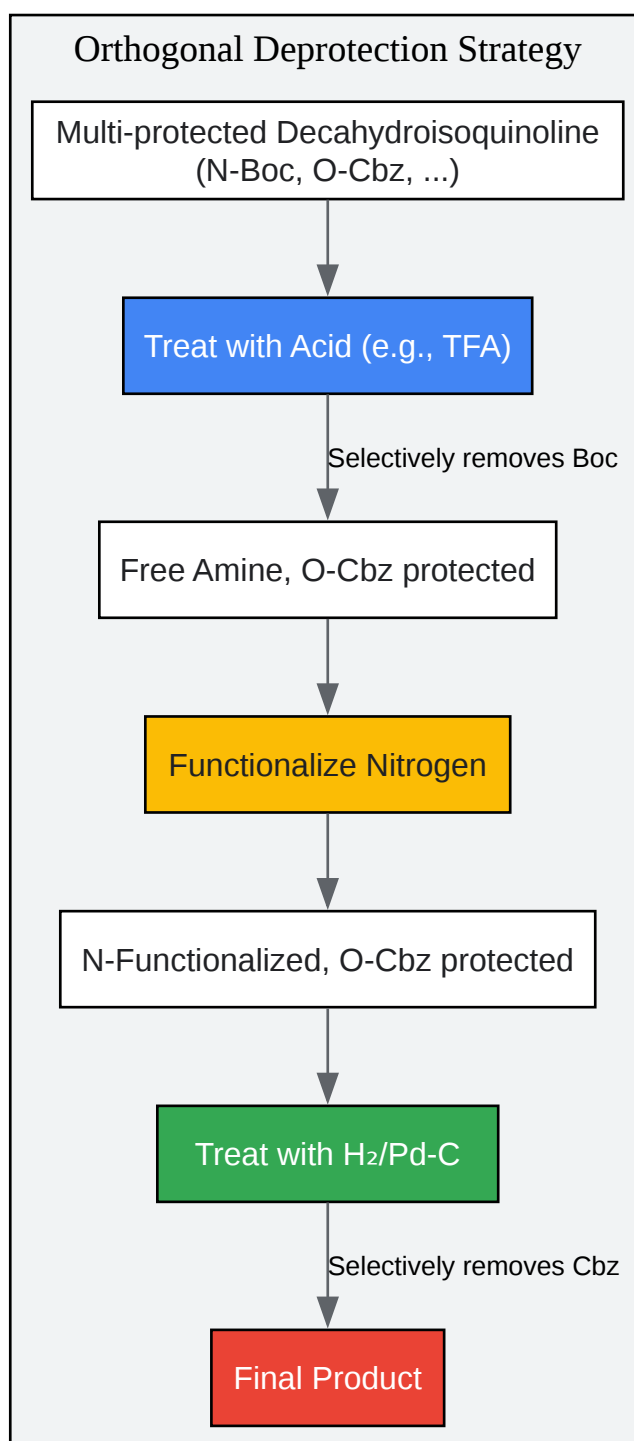 Orthogonal Deprotection Strategy
Multi-protected Decahydroisoquinoline
(N-Boc, O-Cbz, ...)
Treat with Acid (e.g., TFA)
Selectively removes Boc
Free Amine, O-Cbz protected
Functionalize Nitrogen
N-Functionalized, O-Cbz protected
Treat with H₂/Pd-C
Selectively removes Cbz
Final Product